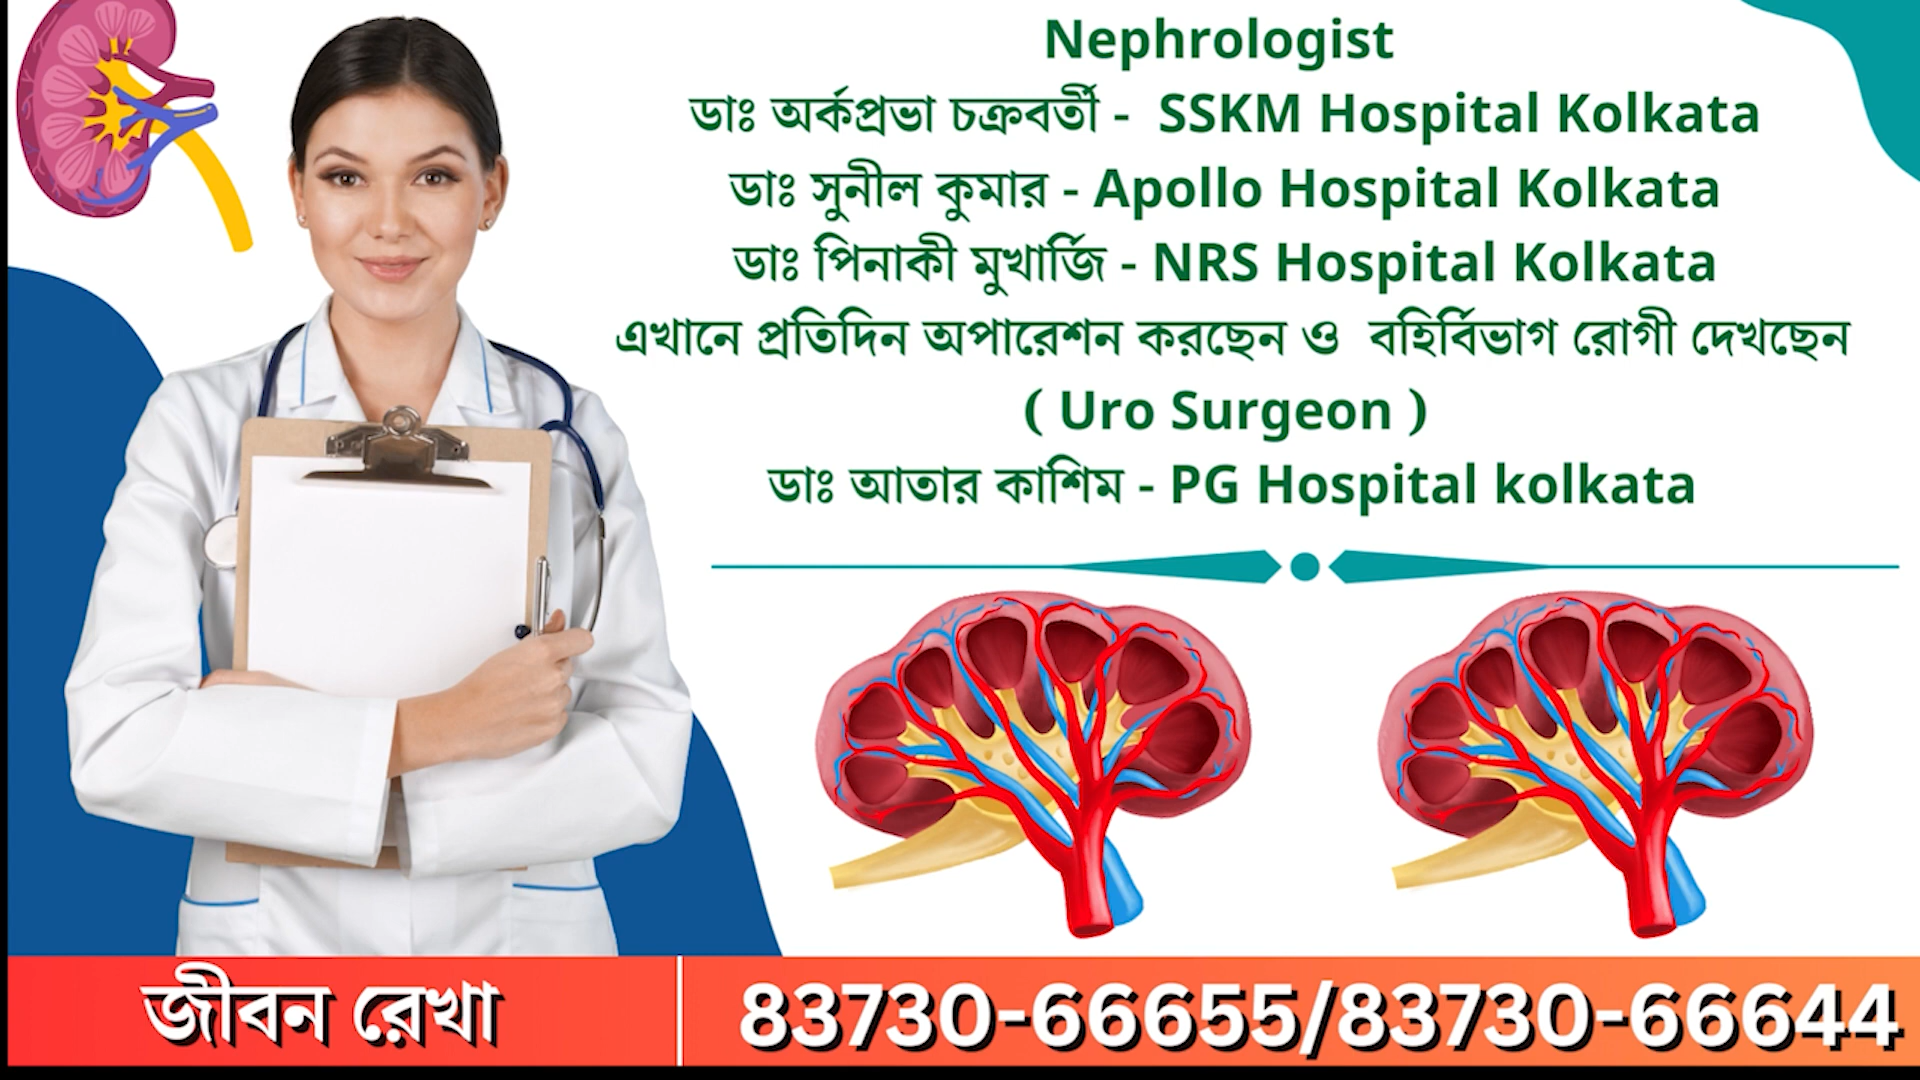 Nephrologist
ডাঃ অর্কপ্রভা চক্রবর্তী - SSKM Hospital Kolkata
ডাঃ সুনীল কুমার - Apollo Hospital Kolkata
ডাঃ পিনাকী মুখার্জি - NRS Hospital Kolkata
এখানে প্রতিদিন অপারেশন করছেন ও বহির্বিভাগ রোগী দেখছেন
( Uro Surgeon )
ডাঃ আতার কাশিম - PG Hospital kolkata
জীবন রেখা
83730-66655/83730-66644